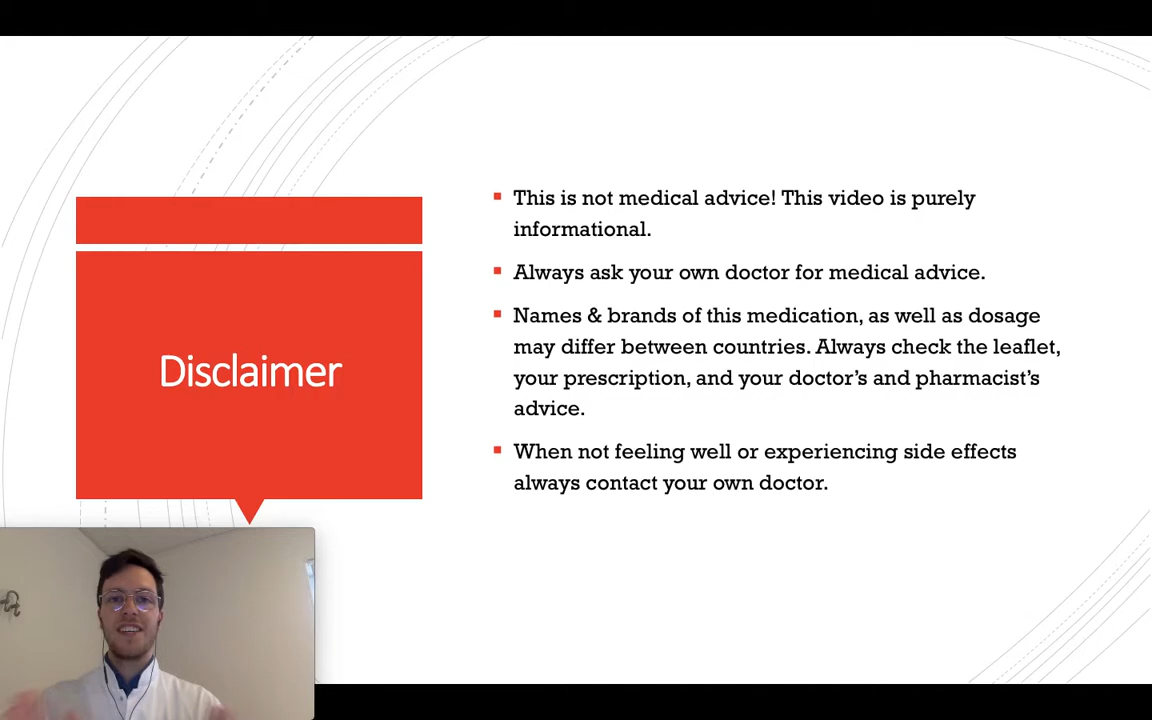 Disclaimer
This is not medical advice! This video is purely
informational.
Always ask your own doctor for medical advice.
Names & brands of this medication, as well as dosage
may differ between countries. Always check the leaflet,
your prescription, and your doctor’s and pharmacist’s
advice.
When not feeling well or experiencing side effects
always contact your own doctor.